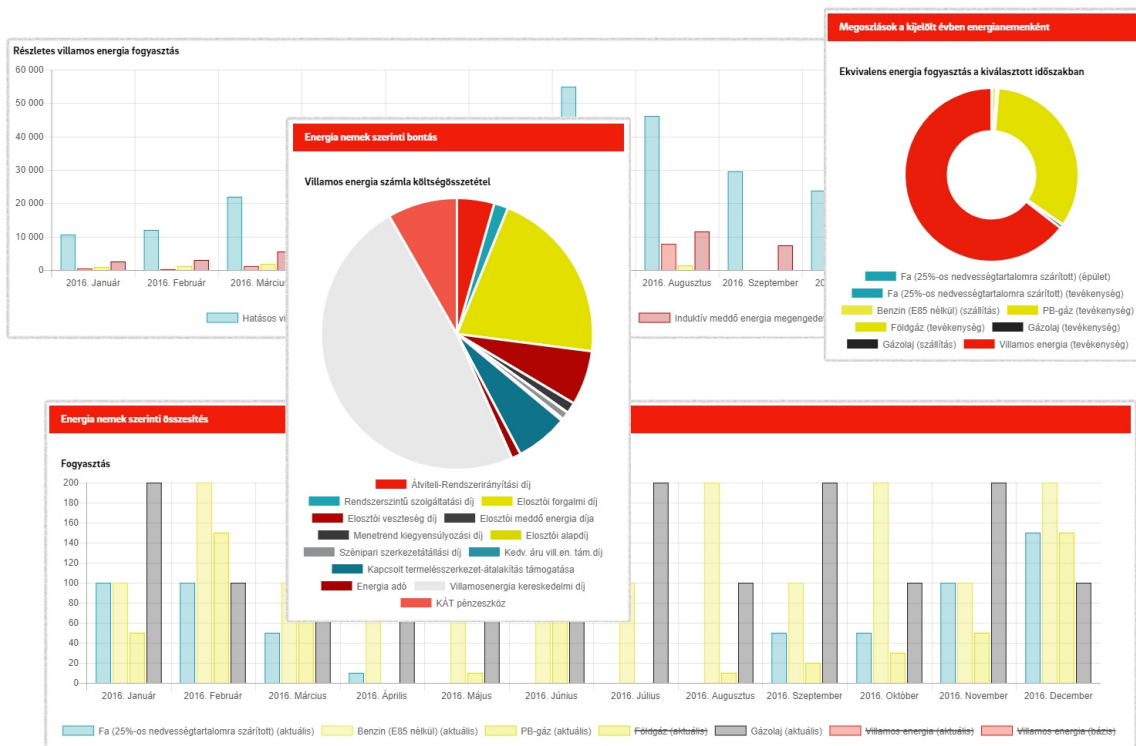 Részletes villamos energia fogyasztás
60 000
50 000
40 000
30 000
20 000
10 000
0
2016. Január
2016. Február
2016. Március
2016. Augusztus
2016. Szeptember
Hatásos
Induktív meddő energia
Megoszlások a kijelölt évben energianemenként
Ekvivalens energia fogyasztás a kiválasztott időszakban
Fa (25%-os nedvességtartalomra szárított) (épület)
Fa (25%-os nedvességtartalomra szárított) (tevékenység)
Benzin (E85 nélkül) (szállítás) PB-gáz (tevékenység)
Földgáz (tevékenység) Gázolaj (tevékenység)
Gázolaj (szállítás) Villamos energia (tevékenység)
Energia nemek szerinti bontás
Villamos energia számla költségösszetétel
Átviteli-Rendszerirányítási díj
Rendszerszintű szolgáltatási díj Elosztói forgalmi díj
Elosztói veszteség díj Elosztói meddő energia díja
Menetrend kiegyensúlyozási díj Elosztói alapdíj
Szénipari szerkezetátállási díj Kedv. áru vill.en. tám.díj
Kapcsolt termelésszerkezet-átalakítás támogatása
Energia adó Villamosenergia kereskedelmi díj
KÁT pénzeszköz
Energia nemek szerinti összesítés
Fogyasztás
200
180
160
140
120
100
80
60
40
20
0
2016. Január
2016. Február
2016. Március
2016. Április
2016. Május
2016. Június
2016. Július
2016. Augusztus
2016. Szeptember
2016. Október
2016. November
2016. December
Fa (25%-os nedvességtartalomra szárított) (aktuális) Benzin (E85 nélkül) (aktuális) PB-gáz (aktuális) Földgáz (aktuális) Gázolaj (aktuális) Villamos energia (aktuális) Villamos energia (bázis)